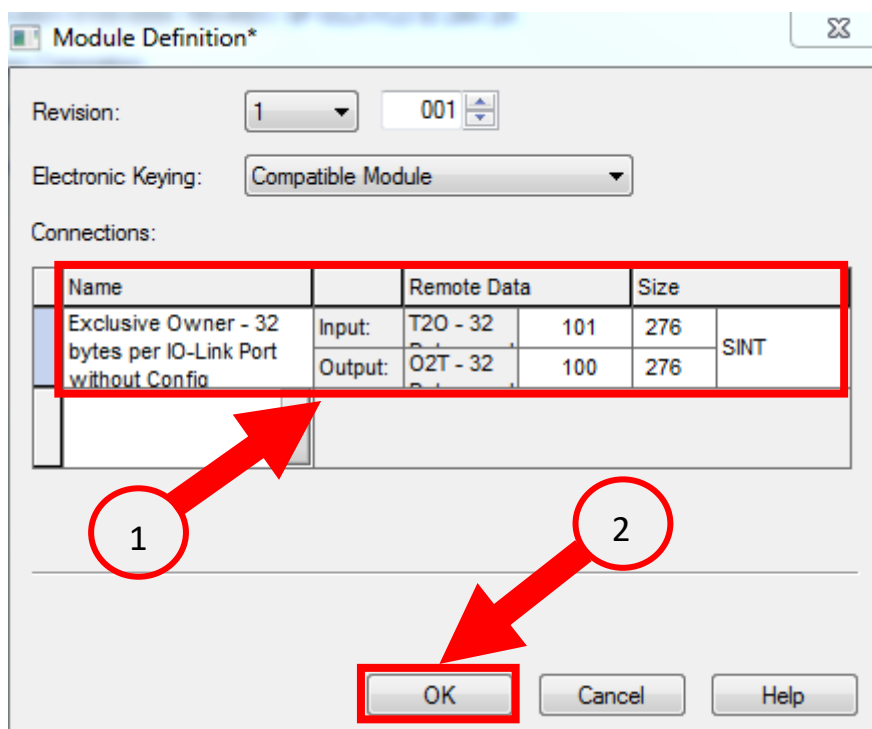 Module Definition*
Revision: 1 001
Electronic Keying: Compatible Module
Connections:
Name Remote Data Size
Exclusive Owner - 32
bytes per IO-Link Port
without Config
Input: T2O - 32 101 276 SINT
Output: O2T - 32 100 276
1
2
OK Cancel Help